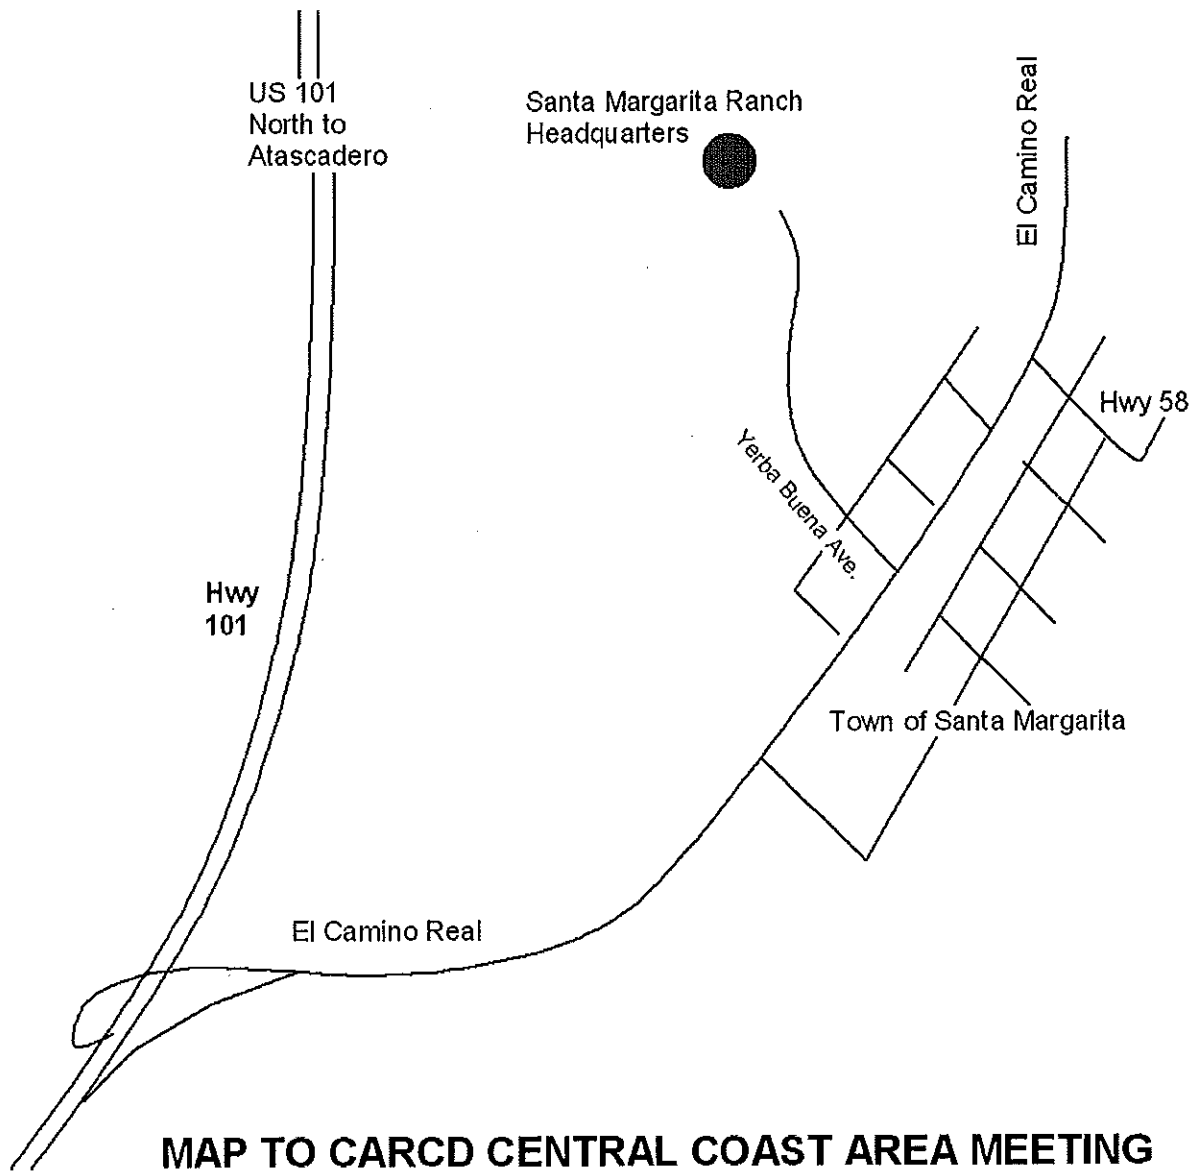 US 101
North to
Atascadero
Santa Margarita Ranch
Headquarters
El Camino Real
Hwy 58
Yerba Buena Ave.
Hwy
101
Town of Santa Margarita
El Camino Real
MAP TO CARCD CENTRAL COAST AREA MEETING